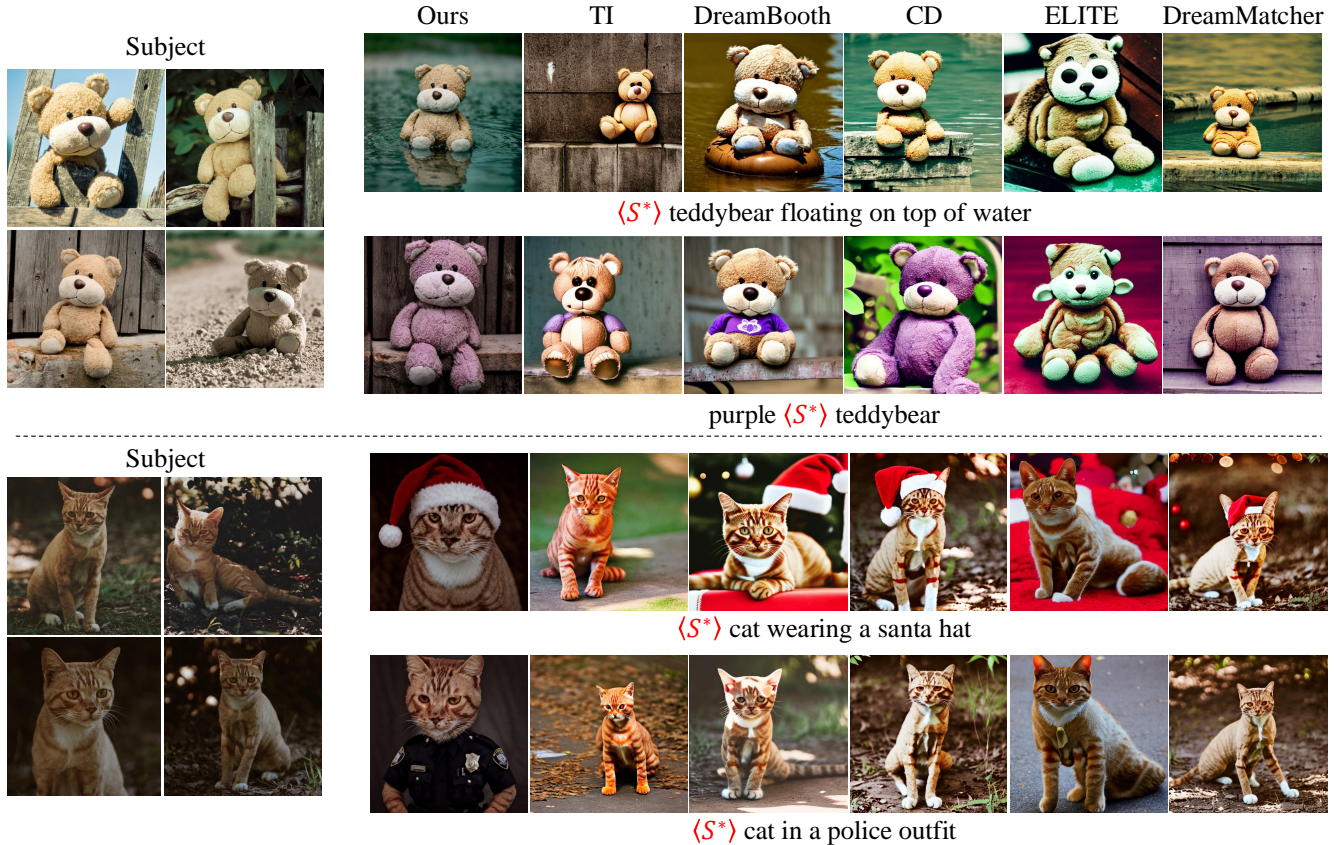 Ours TI DreamBooth CD ELITE DreamMatcher
Subject
⟨S*⟩ teddybear floating on top of water
purple ⟨S*⟩ teddybear
Subject
⟨S*⟩ cat wearing a santa hat
⟨S*⟩ cat in a police outfit